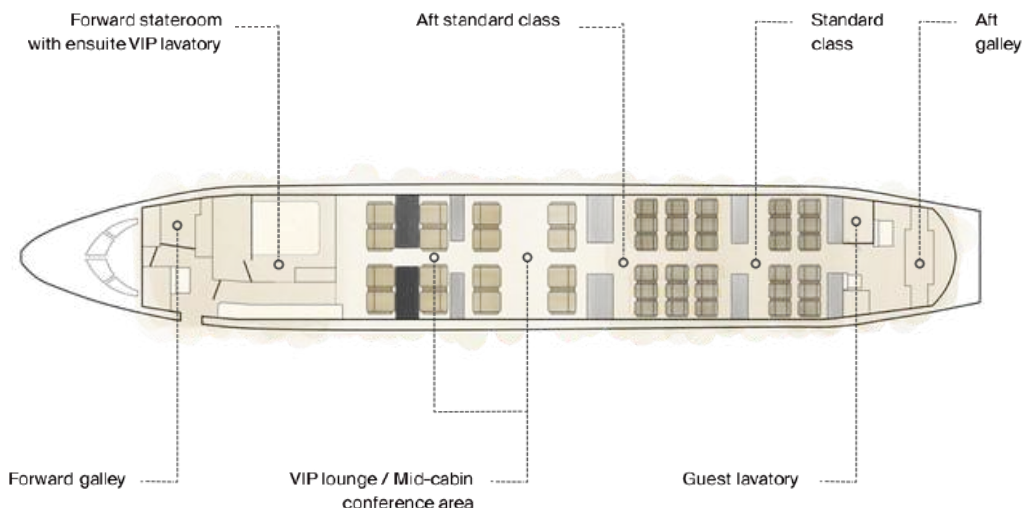 Forward stateroom
with ensuite VIP lavatory
Aft standard class
Standard
class
Aft
galley
Forward galley
VIP lounge / Mid-cabin
conference area
Guest lavatory